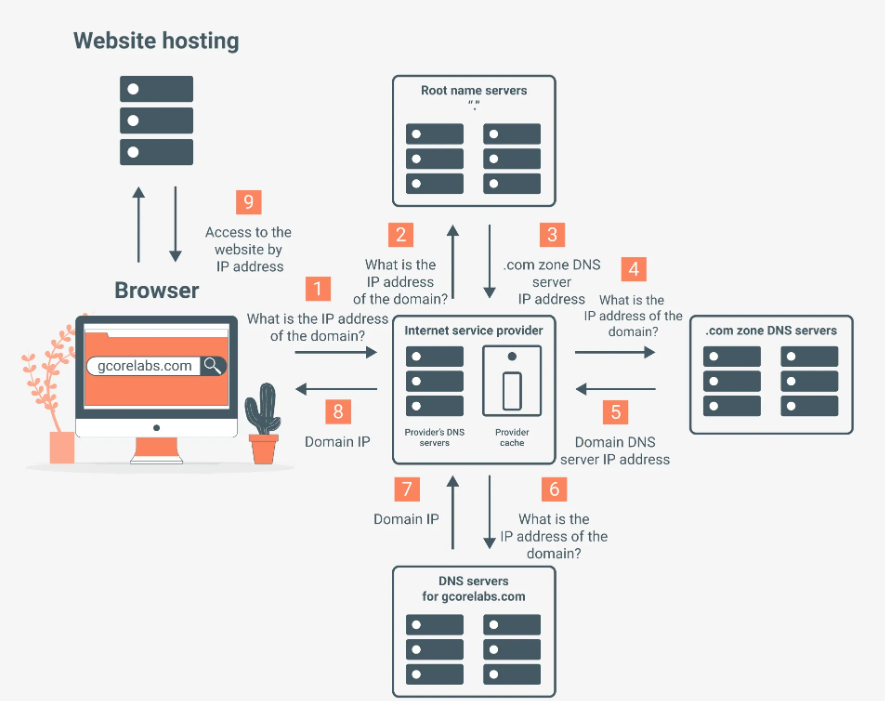 Website hosting
Root name servers
"."
9
Access to the
website by
IP address
2
What is the
IP address
of the domain?
3
.com zone DNS
server
IP address
4
What is the
IP address of the
domain?
Browser
1
What is the IP address
of the domain?
gcorelabs.com
Internet service provider
Provider's DNS
servers
Provider
cache
.com zone DNS servers
8
Domain IP
5
Domain DNS
server IP address
7
Domain IP
6
What is the
IP address of the
domain?
DNS servers
for gcorelabs.com